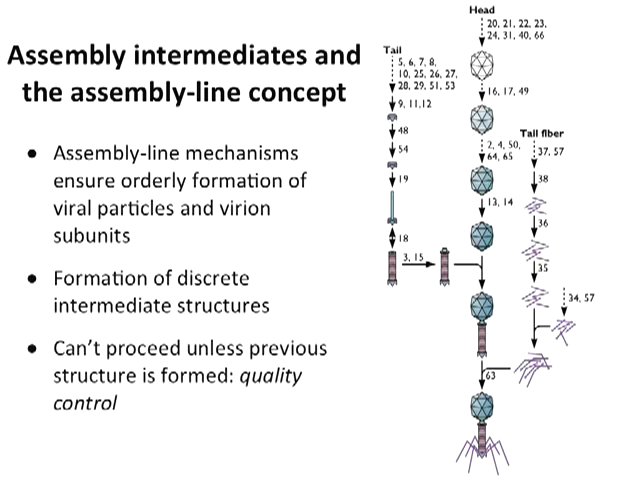 Assembly intermediates and
the assembly-line concept
• Assembly-line mechanisms
ensure orderly formation of
viral particles and virion
subunits
• Formation of discrete
intermediate structures
• Can't proceed unless previous
structure is formed: quality
control
Head
20, 21, 22, 23,
24, 31, 40, 66
16, 17, 49
2, 4, 50,
64, 65
13, 14
Tail
5, 6, 7, 8,
10, 25, 26, 27,
28, 29, 51, 53
9, 11, 12
48
54
19
18
3, 15
Tail fiber
37, 57
38
36
35
34, 57
63